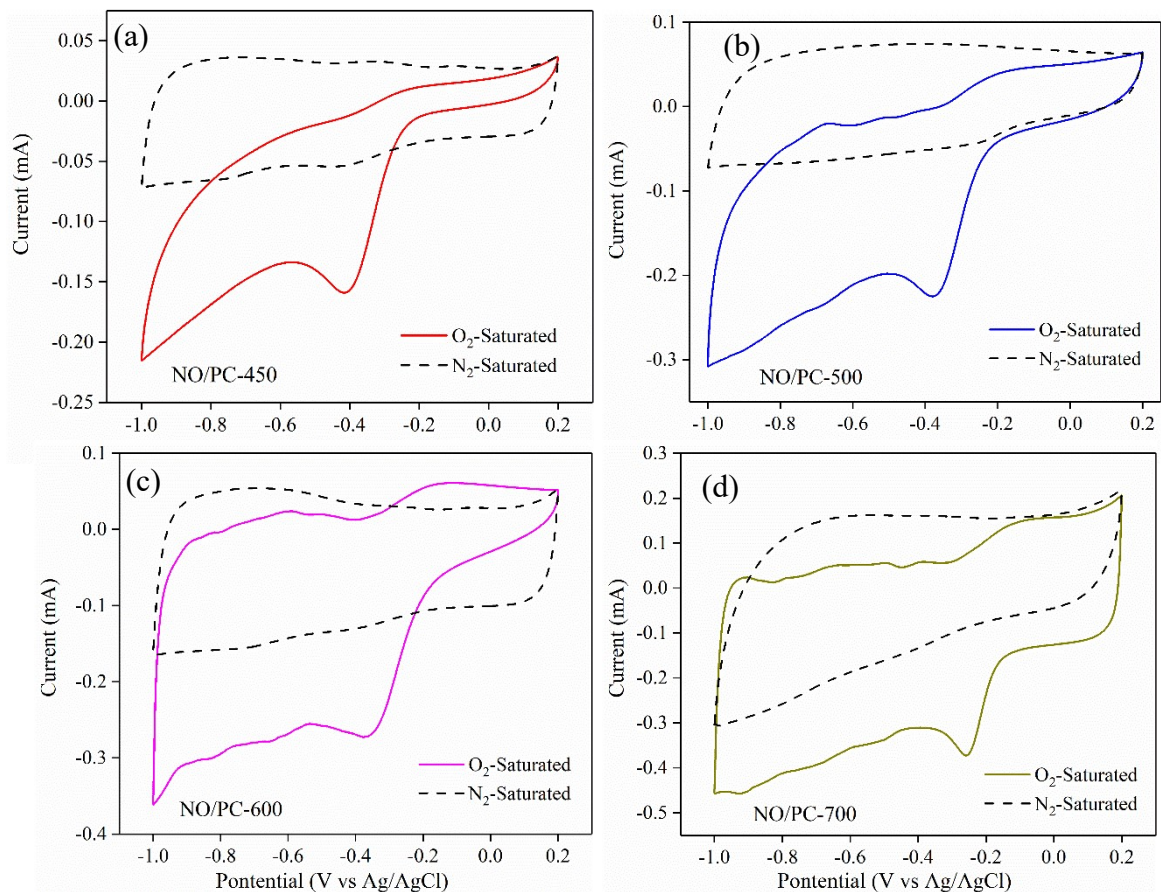 (a)
Current (mA)
0.05
0.00
-0.05
-0.10
-0.15
-0.20
-0.25
O₂-Saturated
N₂-Saturated
NO/PC-450
-1.0 -0.8 -0.6 -0.4 -0.2 0.0 0.2
(b)
Current (mA)
0.1
0.0
-0.1
-0.2
-0.3
O₂-Saturated
N₂-Saturated
NO/PC-500
-1.0 -0.8 -0.6 -0.4 -0.2 0.0 0.2
(c)
Current (mA)
0.1
0.0
-0.1
-0.2
-0.3
-0.4
O₂-Saturated
N₂-Saturated
NO/PC-600
-1.0 -0.8 -0.6 -0.4 -0.2 0.0 0.2
Pontential (V vs Ag/AgCl)
(d)
Current (mA)
0.3
0.2
0.1
0.0
-0.1
-0.2
-0.3
-0.4
-0.5
O₂-Saturated
N₂-Saturated
NO/PC-700
-1.0 -0.8 -0.6 -0.4 -0.2 0.0 0.2
Pontential (V vs Ag/AgCl)